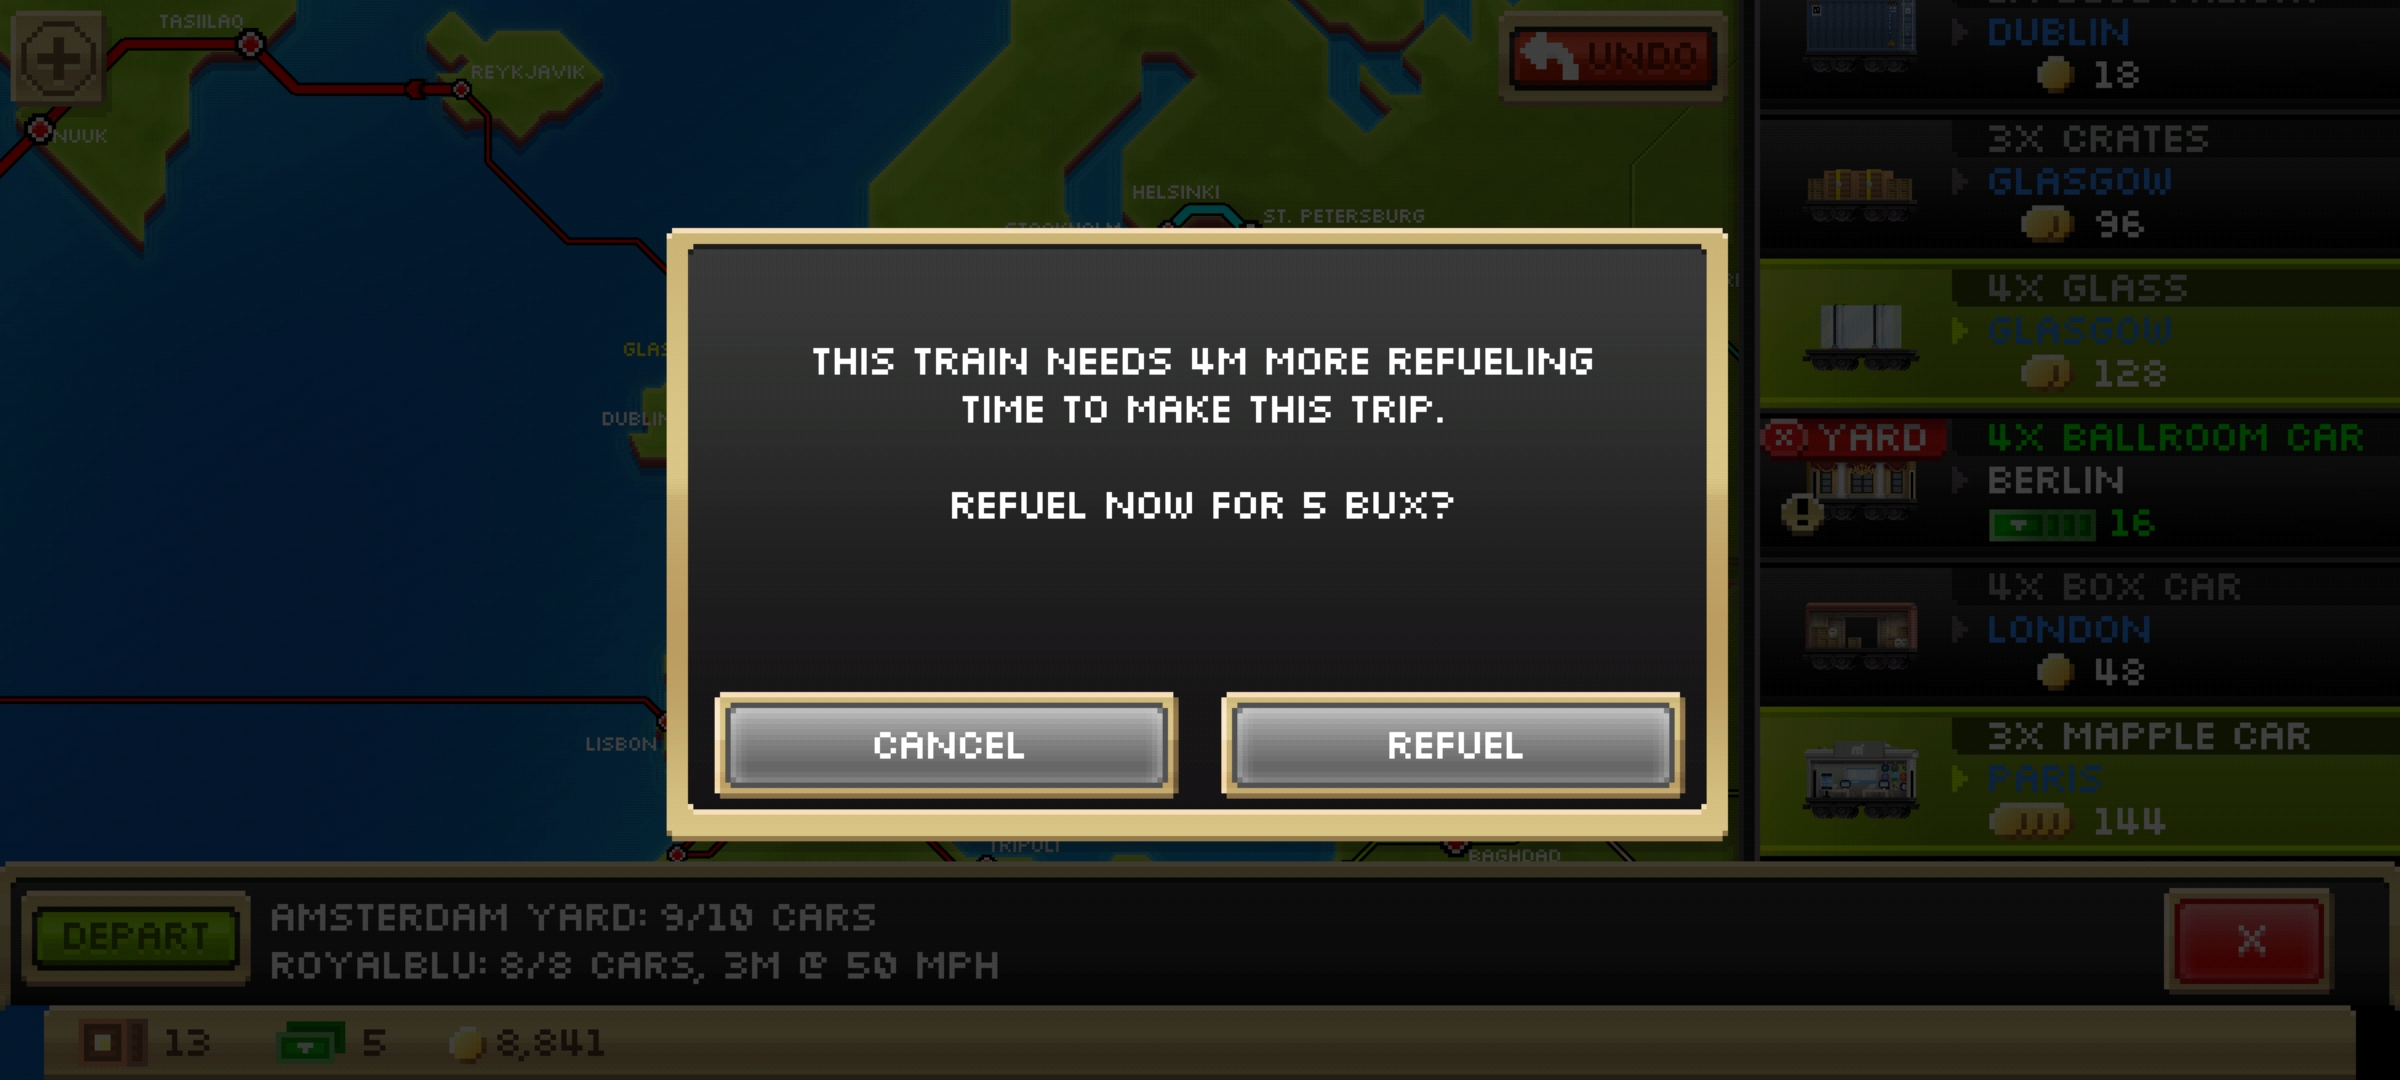 TASIILAQ
REYKJAVIK
NUUK
UNDO
HELSINKI
ST. PETERSBURG
STOCKHOLM
DUBLIN
LISBON
TRIPOLI
BAGHDAD
THIS TRAIN NEEDS 4M MORE REFUELING
TIME TO MAKE THIS TRIP.
REFUEL NOW FOR 5 BUX?
CANCEL
REFUEL
DUBLIN
18
3X CRATES
GLASGOW
96
4X GLASS
GLASGOW
128
YARD
4X BALLROOM CAR
BERLIN
16
4X BOX CAR
LONDON
48
3X MAPPLE CAR
PARIS
144
DEPART
AMSTERDAM YARD: 9/10 CARS
ROYALBLU: 8/8 CARS, 3M @ 50 MPH
X
13
5
8,841